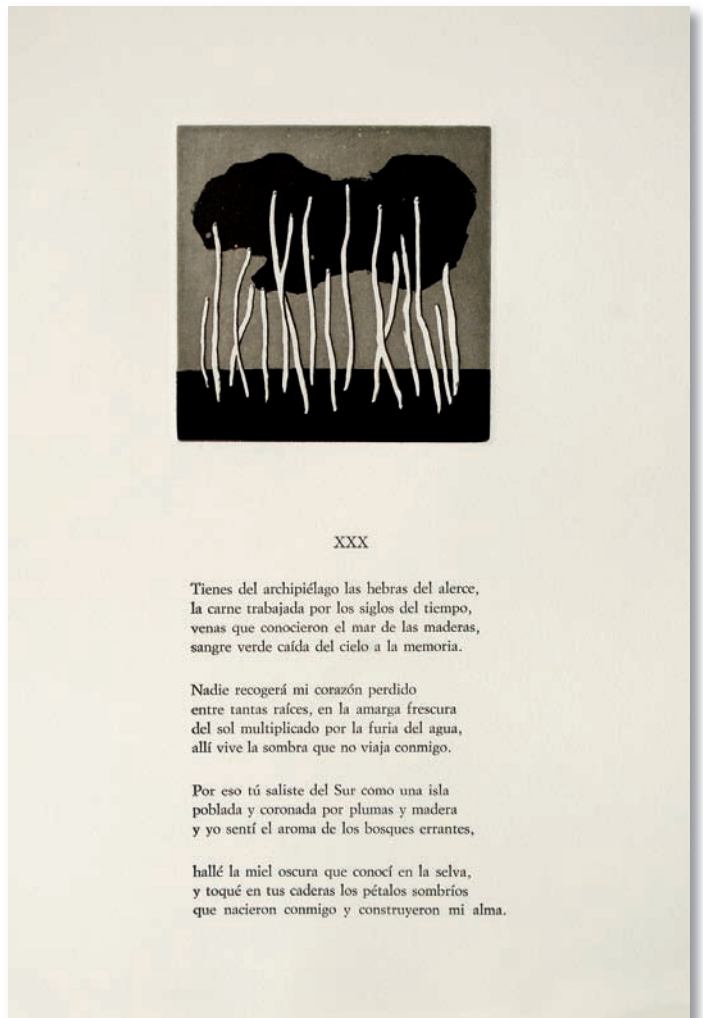 XXX
Tienes del archipiélago las hebras del alerce,
la carne trabajada por los siglos del tiempo,
venas que conocieron el mar de las maderas,
sangre verde caída del cielo a la memoria.
Nadie recogerá mi corazón perdido
entre tantas raíces, en la amarga frescura
del sol multiplicado por la furia del agua,
allí vive la sombra que no viaja conmigo.
Por eso tú saliste del Sur como una isla
poblada y coronada por plumas y madera
y yo sentí el aroma de los bosques errantes,
hallé la miel oscura que conocí en la selva,
y toqué en tus caderas los pétalos sombríos
que nacieron conmigo y construyeron mi alma.